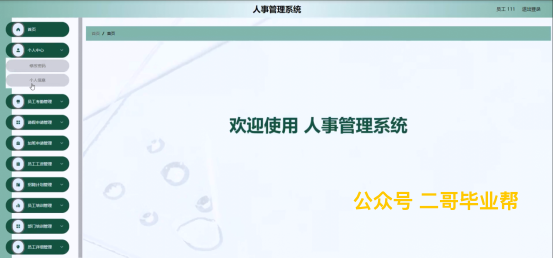 人事管理系统
员工 111 退出登录
首页
首页 / 首页
个人中心
修改密码
个人信息
员工考勤管理
请假申请管理
加班申请管理
员工工资管理
招聘计划管理
员工培训管理
部门培训管理
员工详细管理
欢迎使用 人事管理系统
公众号 二哥毕业帮